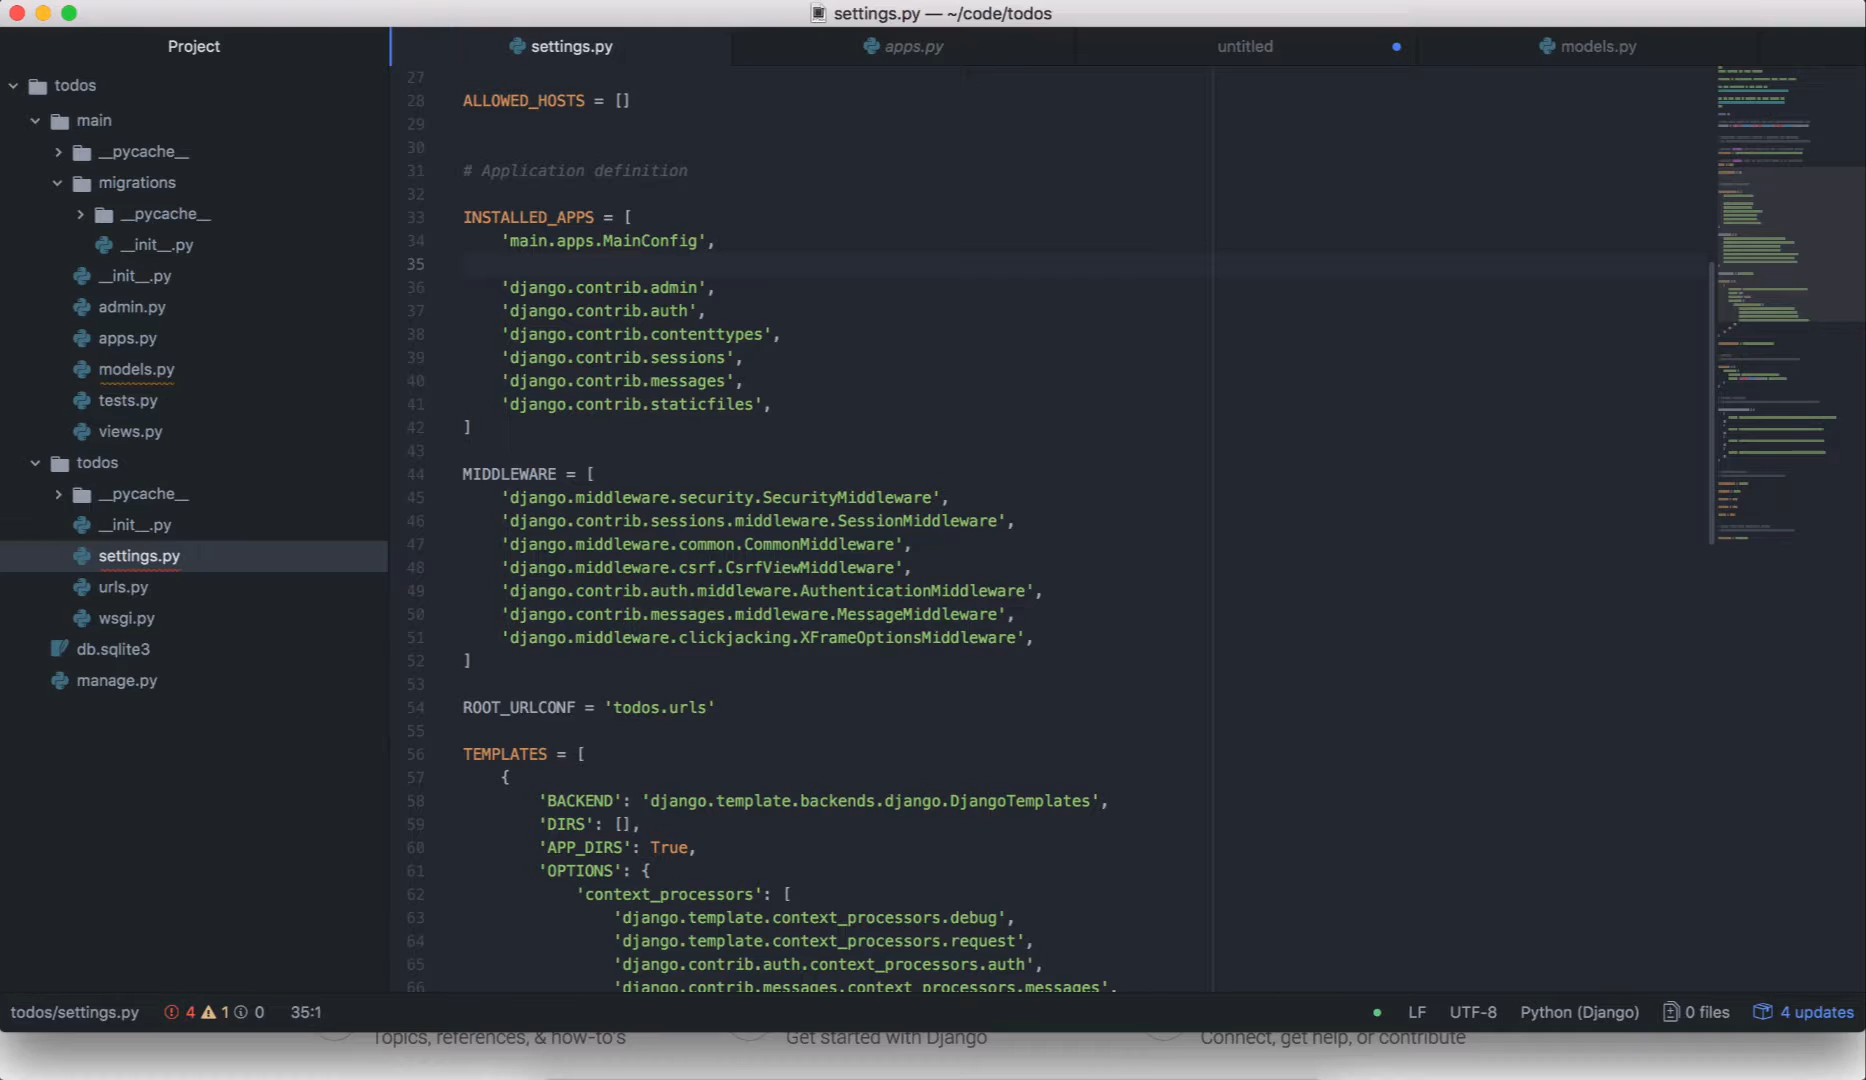 settings.py — ~/code/todos
Project
settings.py
apps.py
untitled
models.py
todos
main
__pycache__
migrations
__pycache__
__init__.py
__init__.py
admin.py
apps.py
models.py
tests.py
views.py
todos
__pycache__
__init__.py
settings.py
urls.py
wsgi.py
db.sqlite3
manage.py
27
28 ALLOWED_HOSTS = []
29
30
31 # Application definition
32
33 INSTALLED_APPS = [
34 'main.apps.MainConfig',
35
36 'django.contrib.admin',
37 'django.contrib.auth',
38 'django.contrib.contenttypes',
39 'django.contrib.sessions',
40 'django.contrib.messages',
41 'django.contrib.staticfiles',
42 ]
43
44 MIDDLEWARE = [
45 'django.middleware.security.SecurityMiddleware',
46 'django.contrib.sessions.middleware.SessionMiddleware',
47 'django.middleware.common.CommonMiddleware',
48 'django.middleware.csrf.CsrfViewMiddleware',
49 'django.contrib.auth.middleware.AuthenticationMiddleware',
50 'django.contrib.messages.middleware.MessageMiddleware',
51 'django.middleware.clickjacking.XFrameOptionsMiddleware',
52 ]
53
54 ROOT_URLCONF = 'todos.urls'
55
56 TEMPLATES = [
57 {
58 'BACKEND': 'django.template.backends.django.DjangoTemplates',
59 'DIRS': [],
60 'APP_DIRS': True,
61 'OPTIONS': {
62 'context_processors': [
63 'django.template.context_processors.debug',
64 'django.template.context_processors.request',
65 'django.contrib.auth.context_processors.auth',
66 'django.contrib.messages.context_processors.messages',
todos/settings.py 4 1 0 35:1
LF UTF-8 Python (Django) 0 files 4 updates
Topics, references, & how-to's
Get started with Django
Connect, get help, or contribute